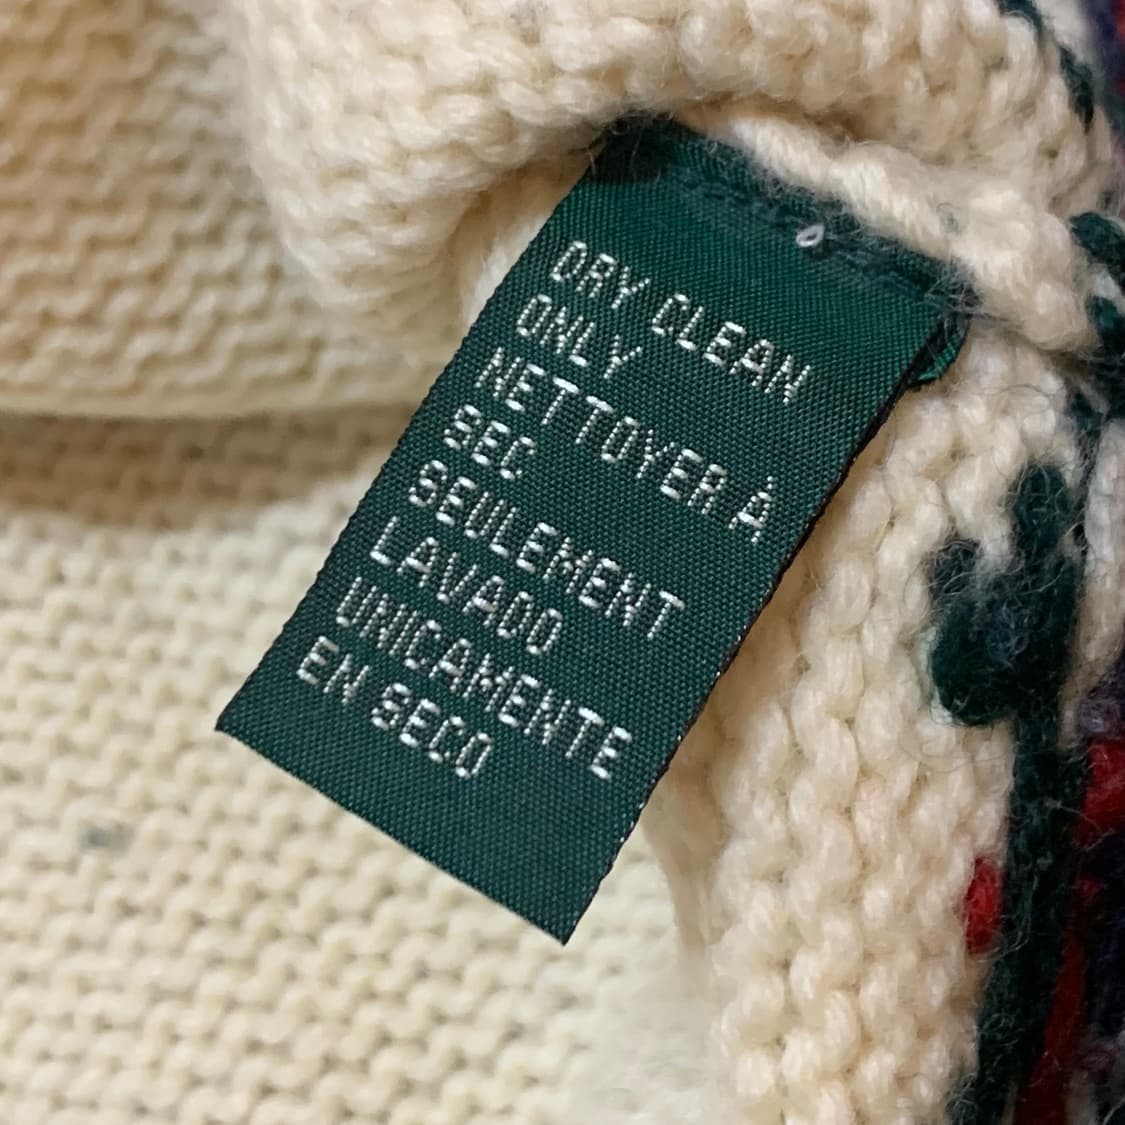 DRY CLEAN
ONLY
NETTOYER À
SEC
SEULEMENT
LAVADO
UNICAMENTE
EN SECO